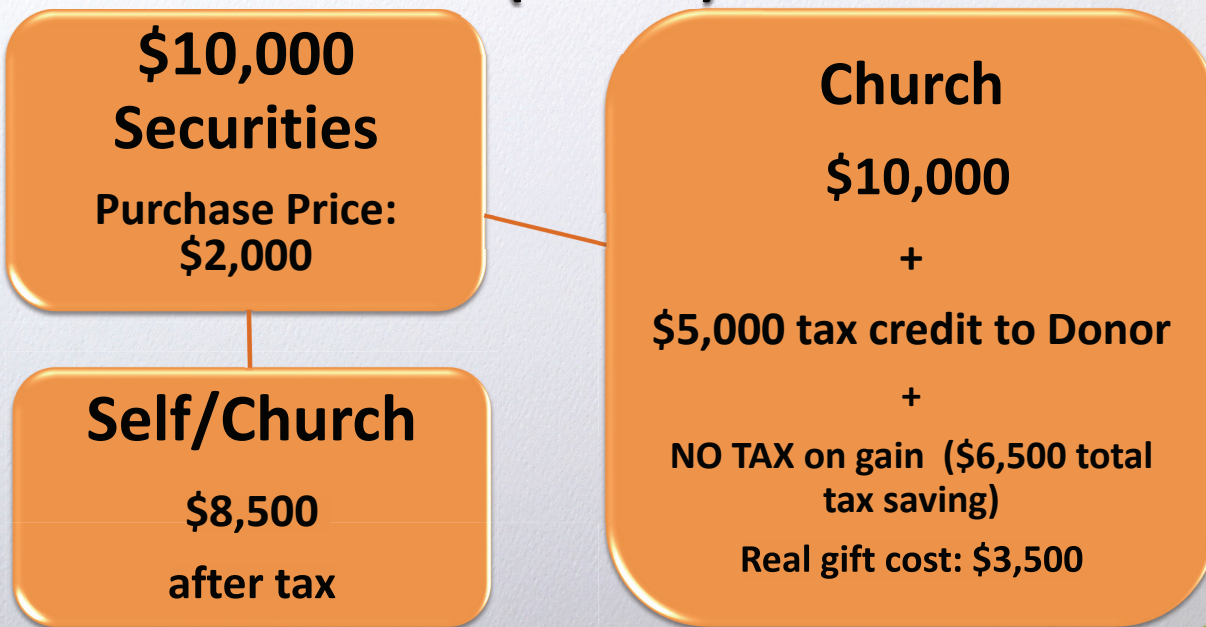 $10,000
Securities
Purchase Price:
$2,000
Self/Church
$8,500
after tax
Church
$10,000
+
$5,000 tax credit to Donor
+
NO TAX on gain ($6,500 total
tax saving)
Real gift cost: $3,500